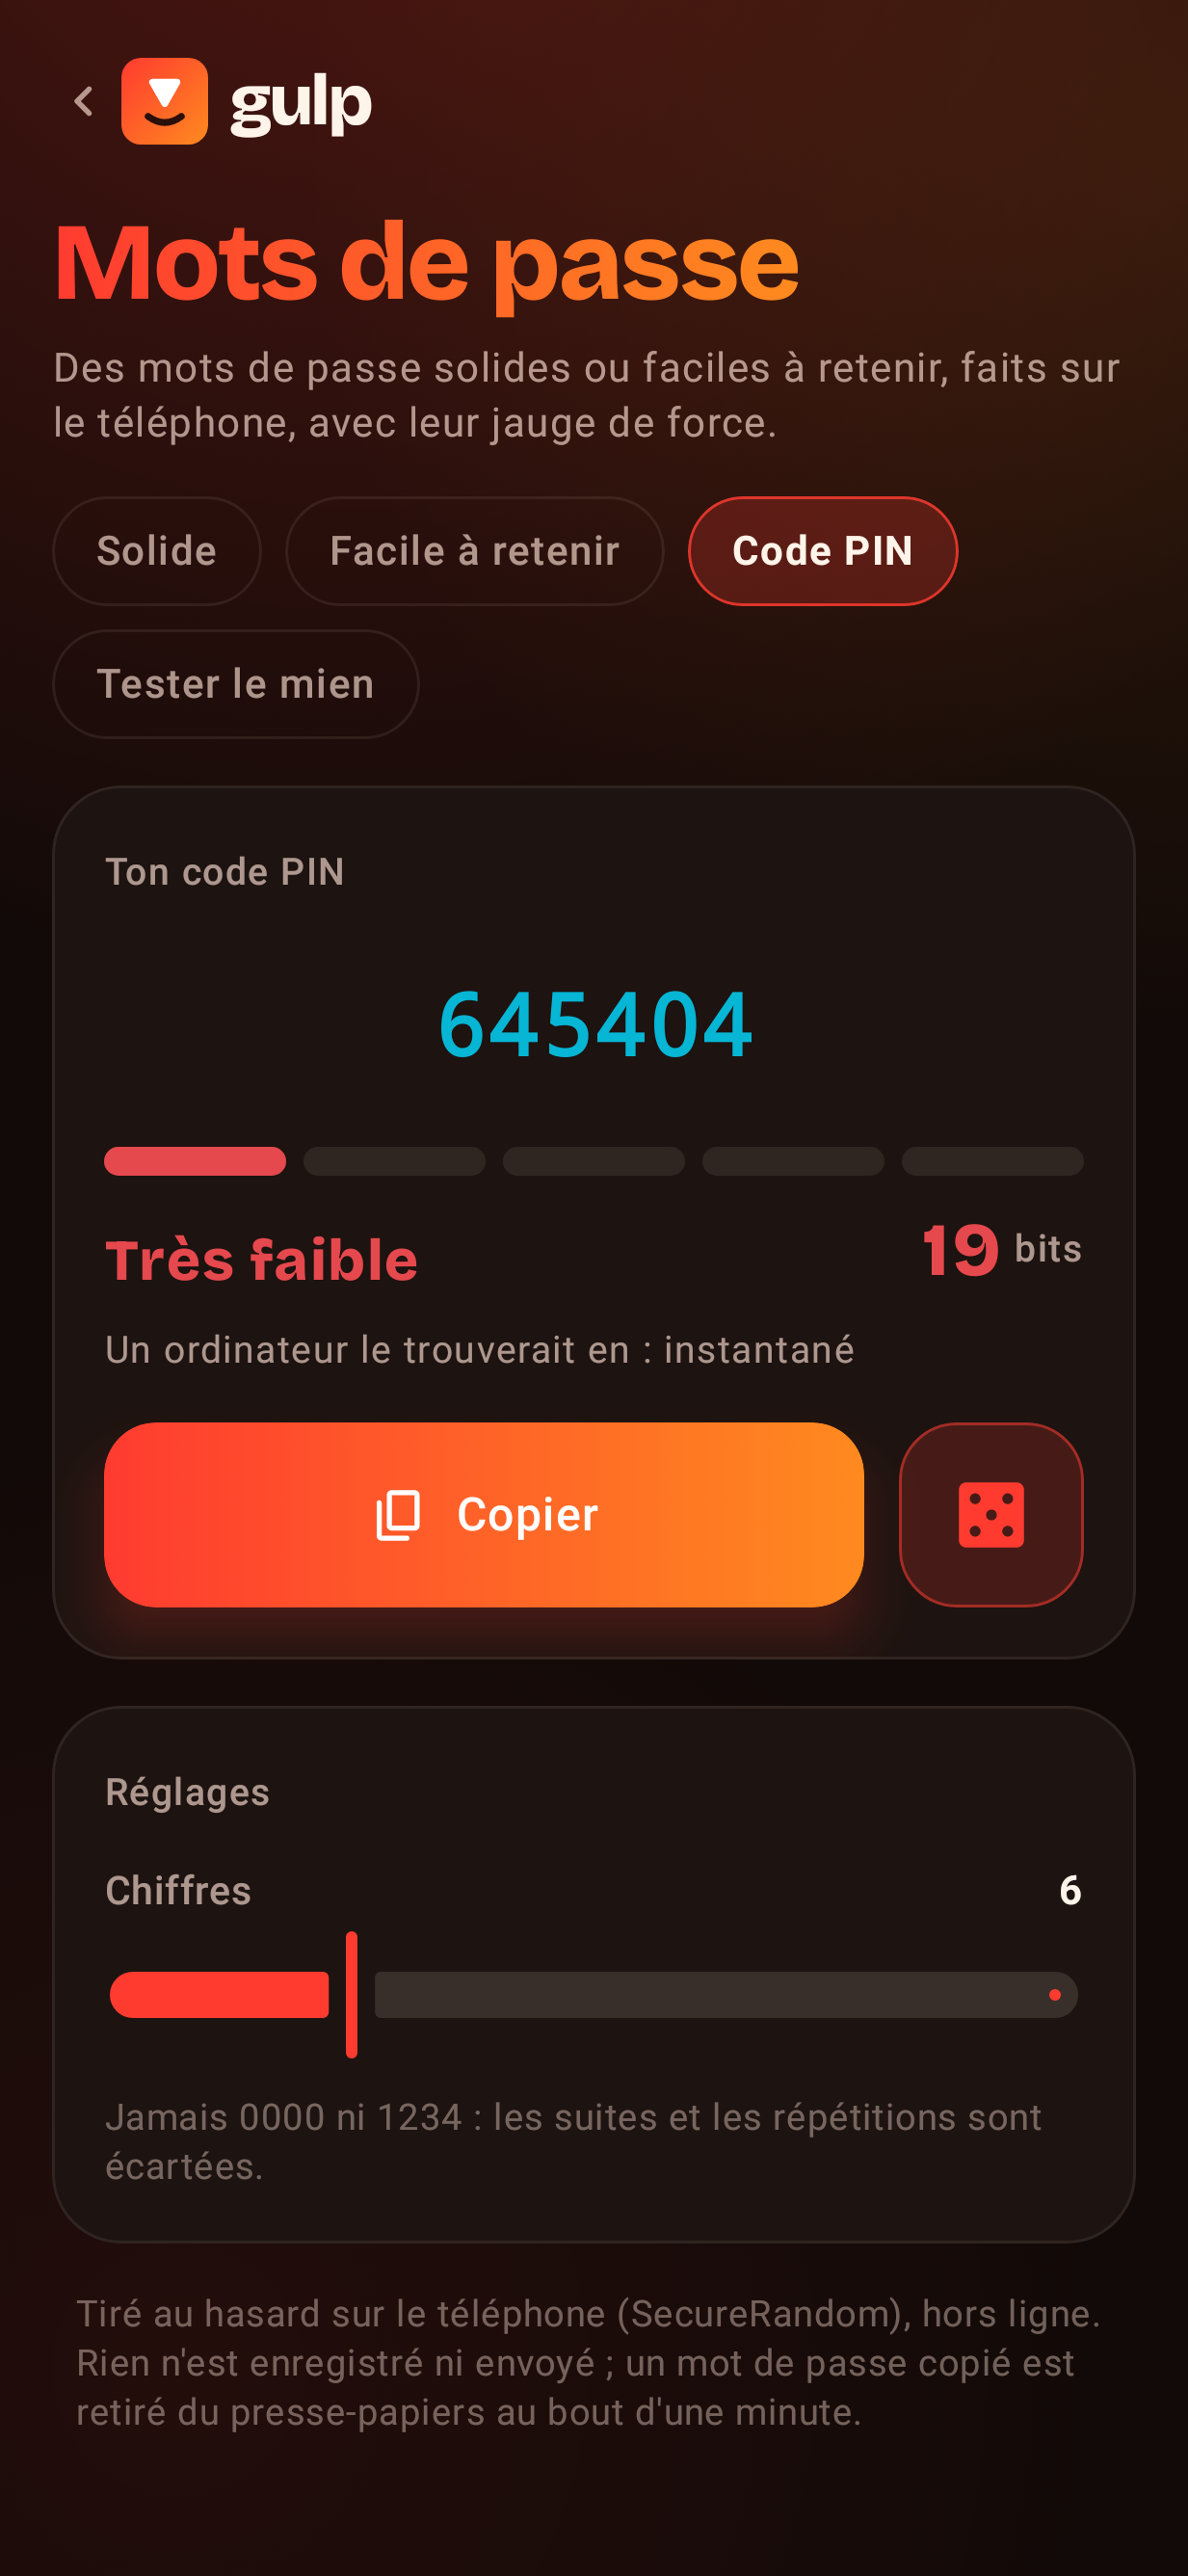 gulp
Mots de passe
Des mots de passe solides ou faciles à retenir, faits sur
le téléphone, avec leur jauge de force.
Solide
Facile à retenir
Code PIN
Tester le mien
Ton code PIN
645404
Très faible
19 bits
Un ordinateur le trouverait en : instantané
Copier
Réglages
Chiffres
6
Jamais 0000 ni 1234 : les suites et les répétitions sont
écartées.
Tiré au hasard sur le téléphone (SecureRandom), hors ligne.
Rien n'est enregistré ni envoyé ; un mot de passe copié est
retiré du presse-papiers au bout d'une minute.